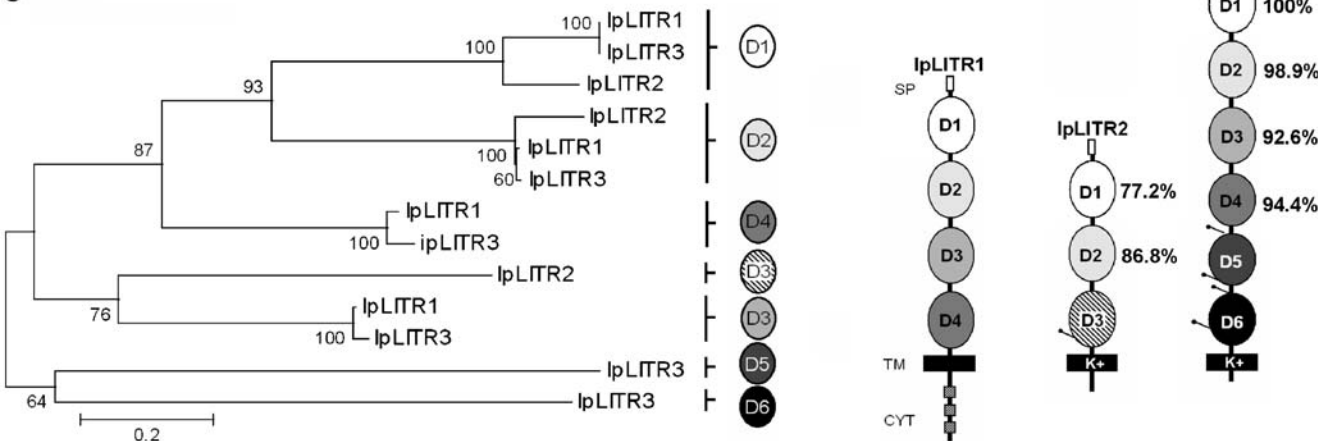 100
IpLITR1
IpLITR3
100
IpLITR2
D1
93
IpLITR2
IpLITR1
100
60
IpLITR3
D2
87
IpLITR1
100
ipLITR3
D4
IpLITR2
D3
76
IpLITR1
100
IpLITR3
D3
IpLITR3
D5
64
IpLITR3
D6
0.2
IpLITR1
SP
D1
D2
D3
D4
TM
CYT
IpLITR2
D1 77.2%
D2 86.8%
D3
K+
D1 100%
D2 98.9%
D3 92.6%
D4 94.4%
D5
D6
K+